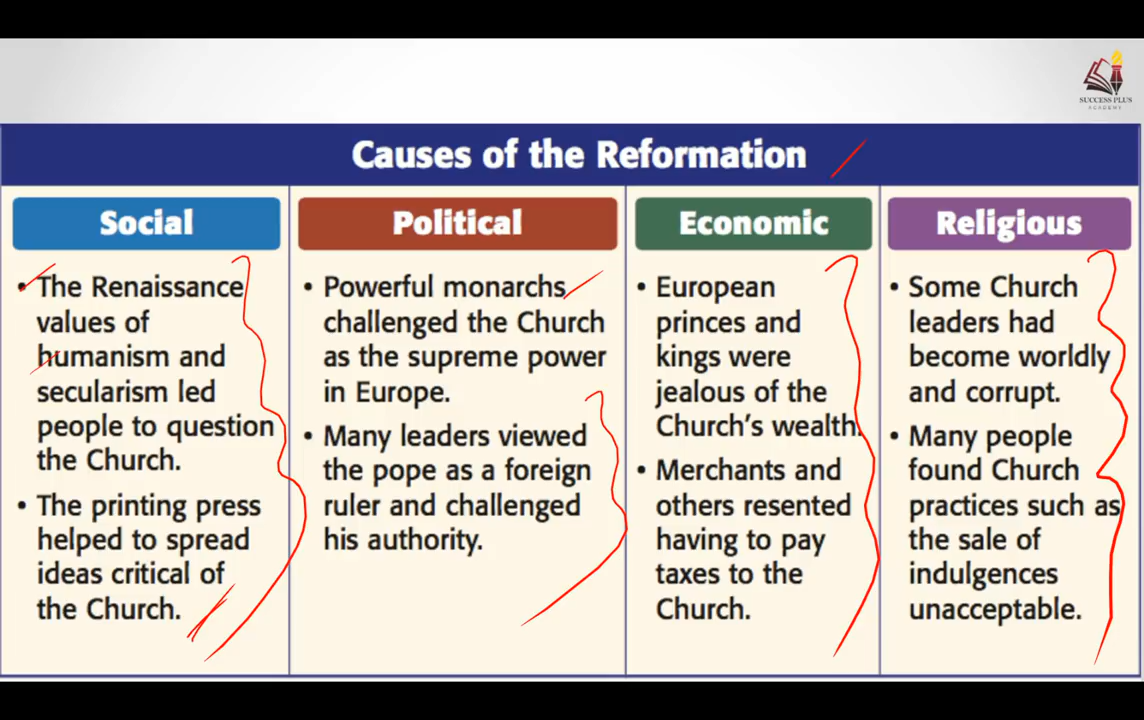 SUCCESS PLUS
ACADEMY
Causes of the Reformation
Social
• The Renaissance
values of
humanism and
secularism led
people to question
the Church.
• The printing press
helped to spread
ideas critical of
the Church.
Political
• Powerful monarchs
challenged the Church
as the supreme power
in Europe.
• Many leaders viewed
the pope as a foreign
ruler and challenged
his authority.
Economic
• European
princes and
kings were
jealous of the
Church's wealth.
• Merchants and
others resented
having to pay
taxes to the
Church.
Religious
• Some Church
leaders had
become worldly
and corrupt.
• Many people
found Church
practices such as
the sale of
indulgences
unacceptable.